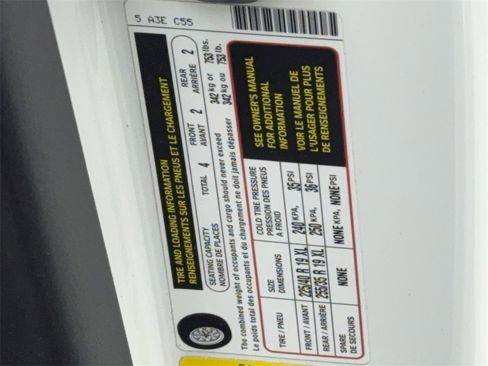 5 A3E C55
TIRE AND LOADING INFORMATION
RENSEIGNEMENTS SUR LES PNEUS ET LE CHARGEMENT
SEATING CAPACITY
NOMBRE DE PLACES
TOTAL 4
FRONT
AVANT 2
REAR
ARRIÈRE 2
The combined weight of occupants and cargo should never exceed 342 kg or 753 lbs.
Le poids total des occupants et du chargement ne doit jamais dépasser 342 kg ou 753 lb.
TIRE / PNEU
SIZE
DIMENSIONS
COLD TIRE PRESSURE
PRESSION DES PNEUS
À FROID
FRONT / AVANT 225/40 R 19 XL 240 KPA, 35 PSI
REAR / ARRIÈRE 255/35 R 19 XL 250 KPA, 36 PSI
SPARE
DE SECOURS
NONE NONE KPA, NONE PSI
SEE OWNER'S MANUAL
FOR ADDITIONAL
INFORMATION
VOIR LE MANUEL DE
L'USAGER POUR PLUS
DE RENSEIGNEMENTS